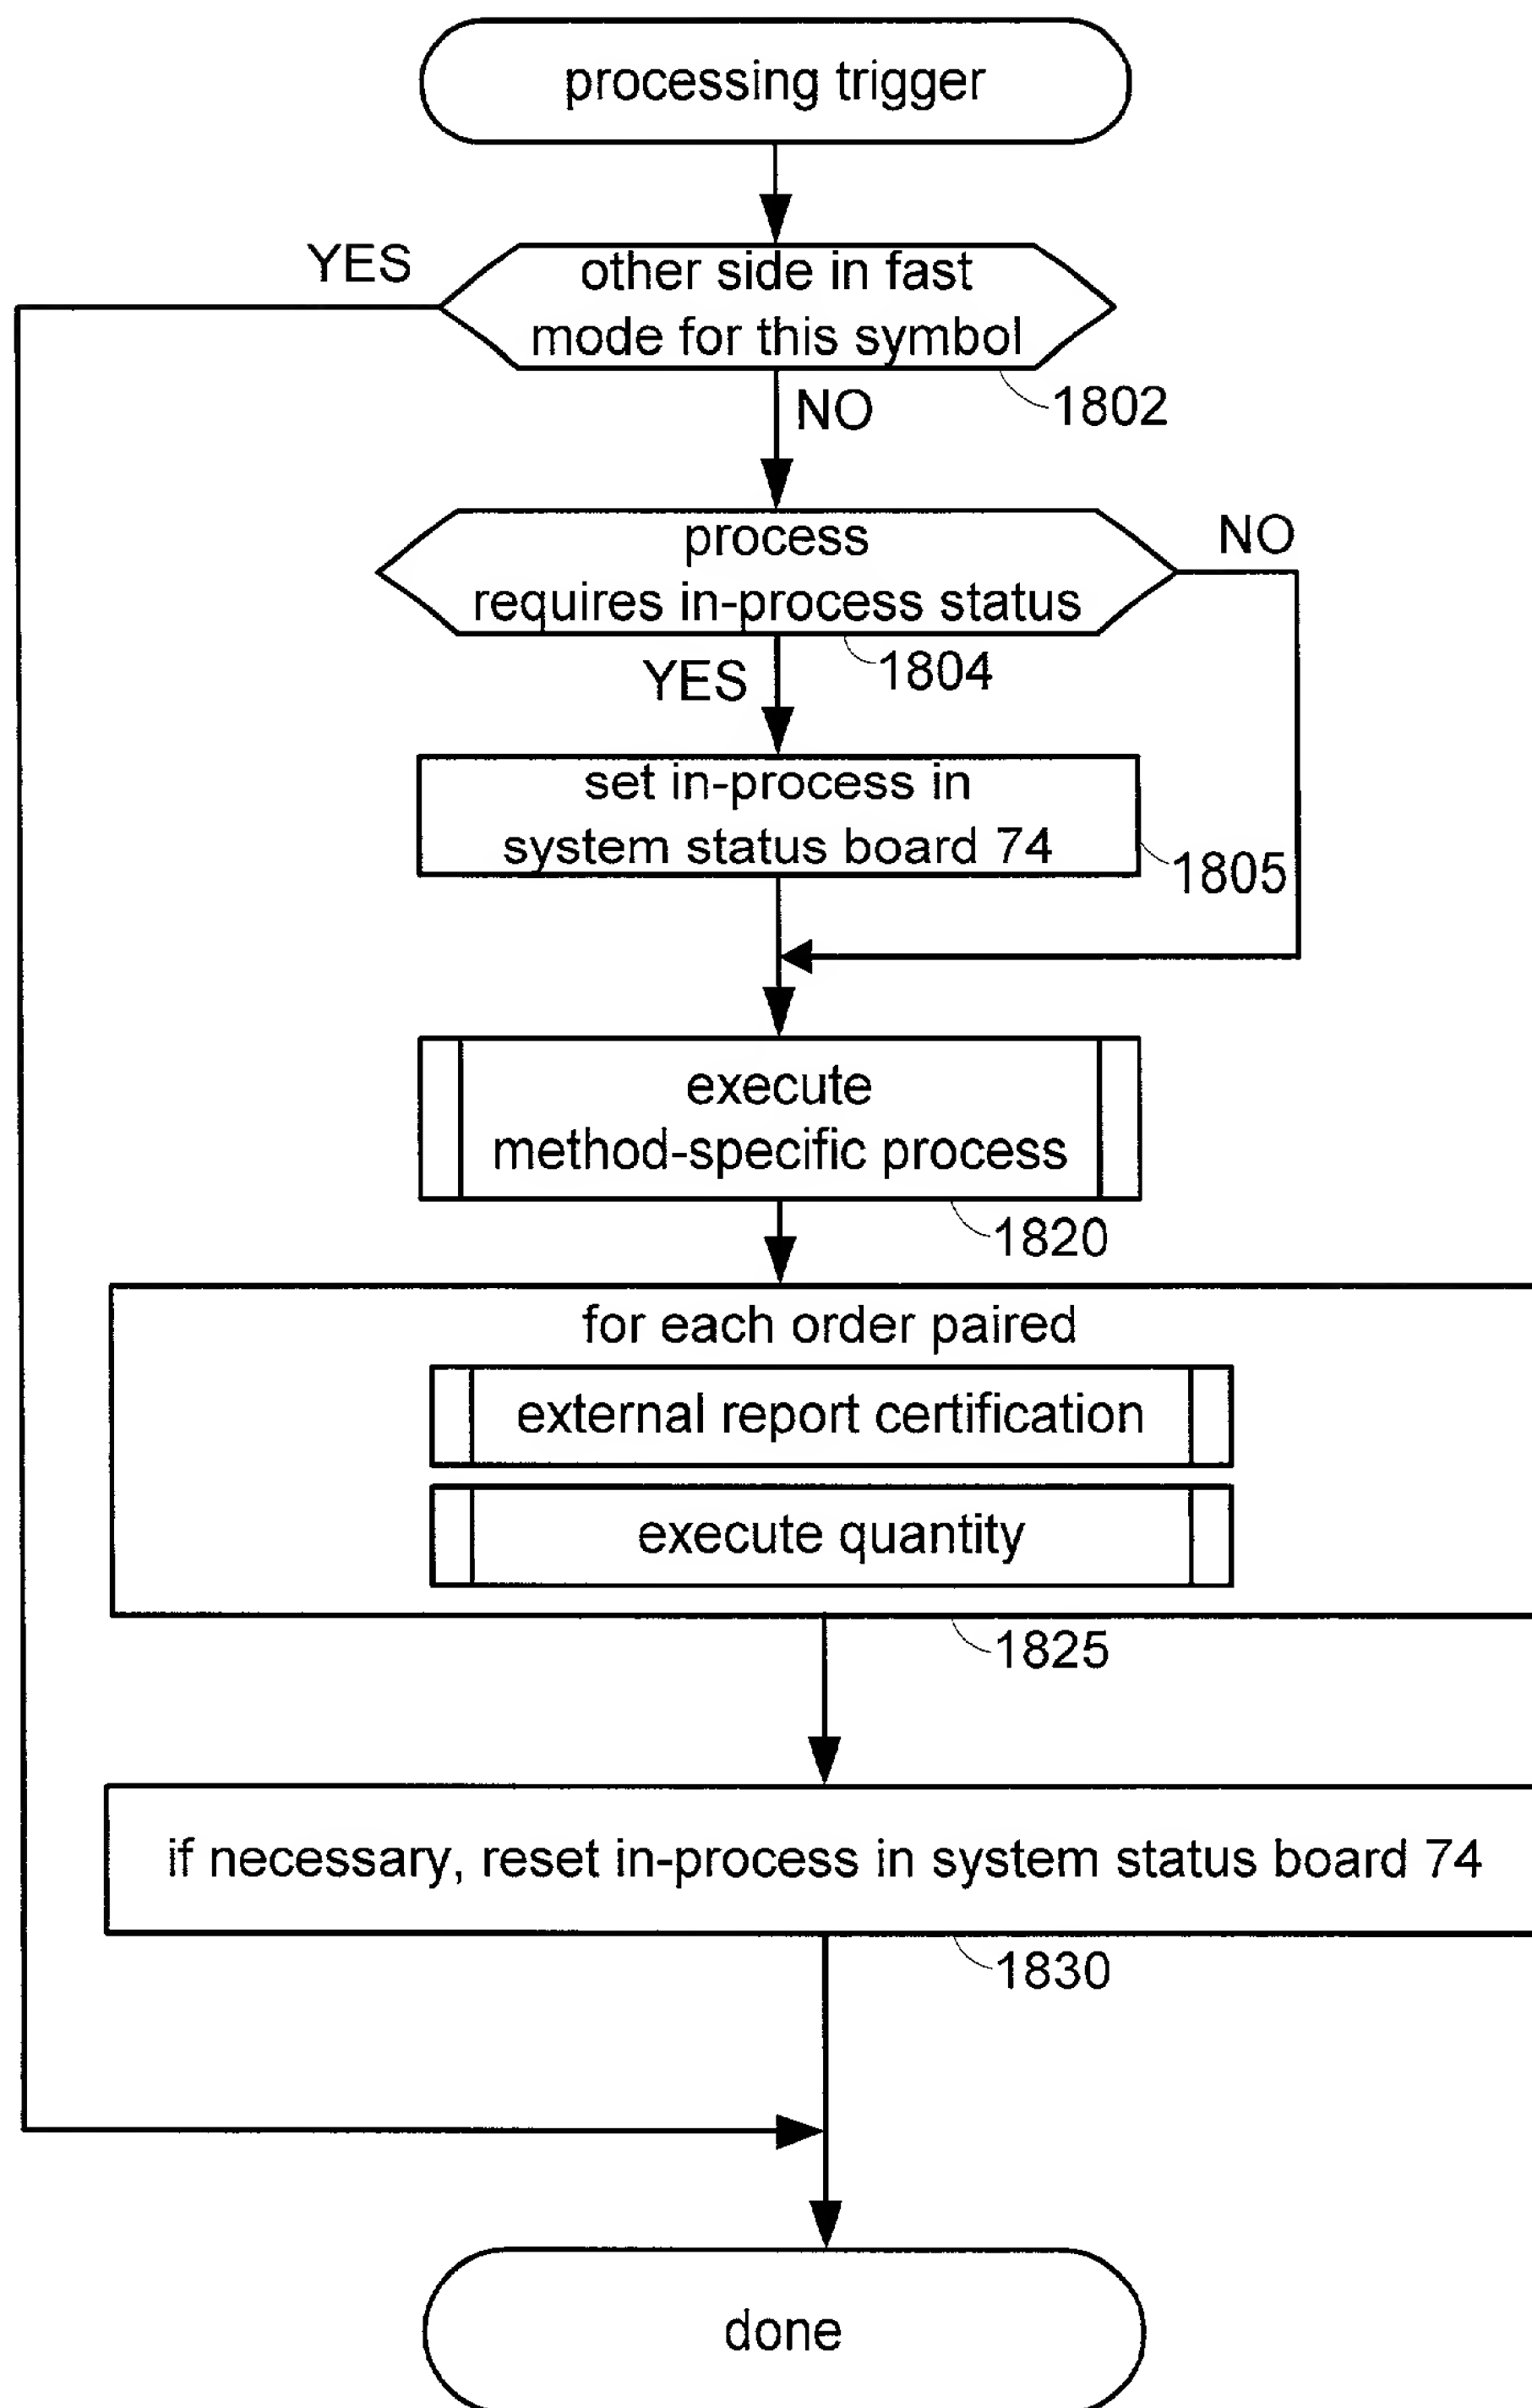 processing trigger
YES
other side in fast
mode for this symbol
1802
NO
process
requires in-process status
NO
1804
YES
set in-process in
system status board 74
1805
execute
method-specific process
1820
for each order paired
external report certification
execute quantity
1825
if necessary, reset in-process in system status board 74
1830
done